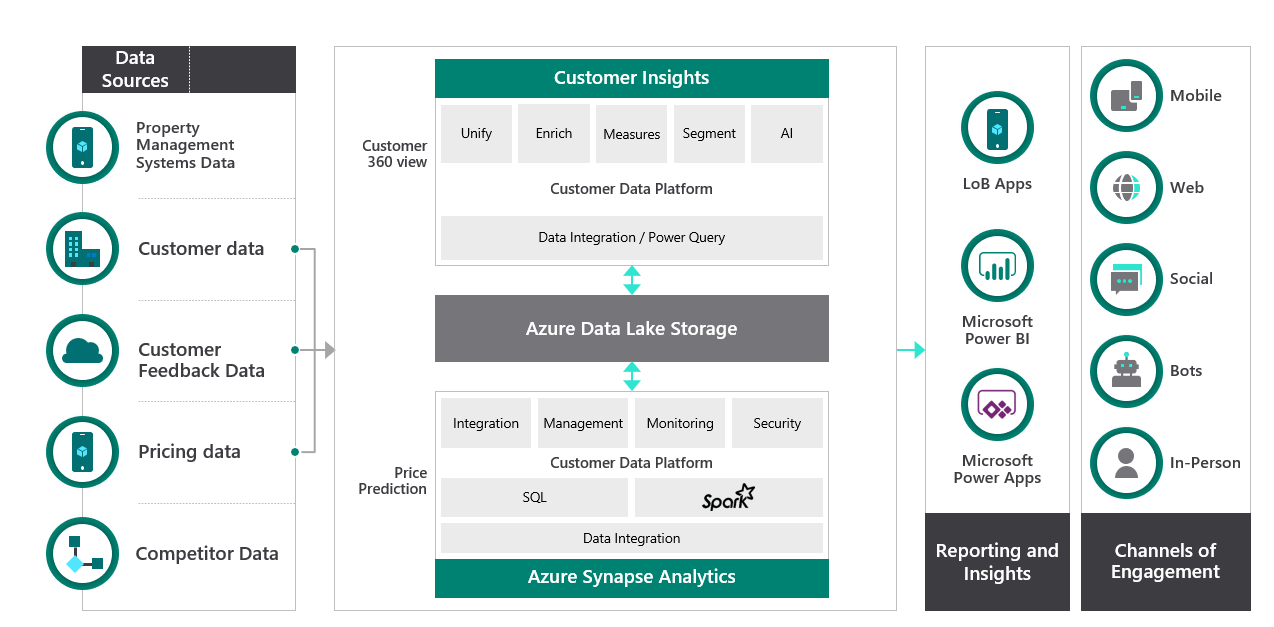 Data
Sources
Property
Management
Systems Data
Customer data
Customer
Feedback Data
Pricing data
Competitor Data
Customer Insights
Customer
360 view
Unify
Enrich
Measures
Segment
AI
Customer Data Platform
Data Integration / Power Query
Azure Data Lake Storage
Price
Prediction
Integration
Management
Monitoring
Security
Customer Data Platform
SQL
Spark
Data Integration
Azure Synapse Analytics
LoB Apps
Microsoft
Power BI
Microsoft
Power Apps
Reporting and
Insights
Mobile
Web
Social
Bots
In-Person
Channels of
Engagement